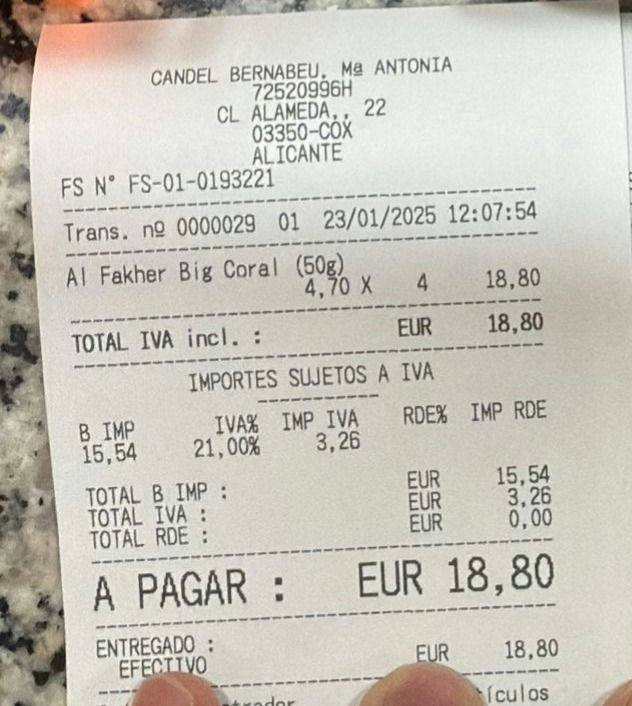 CANDEL BERNABEU, Mª ANTONIA
72520996H
CL ALAMEDA,, 22
03350-COX
ALICANTE
FS N° FS-01-0193221
Trans. nº 0000029 01 23/01/2025 12:07:54
Al Fakher Big Coral (50g)
4,70 X 4 18,80
TOTAL IVA incl. : EUR 18,80
IMPORTES SUJETOS A IVA
B IMP IVA% IMP IVA RDE% IMP RDE
15,54 21,00% 3,26
TOTAL B IMP : EUR 15,54
TOTAL IVA : EUR 3,26
TOTAL RDE : EUR 0,00
A PAGAR : EUR 18,80
ENTREGADO :
EFECTIVO EUR 18,80